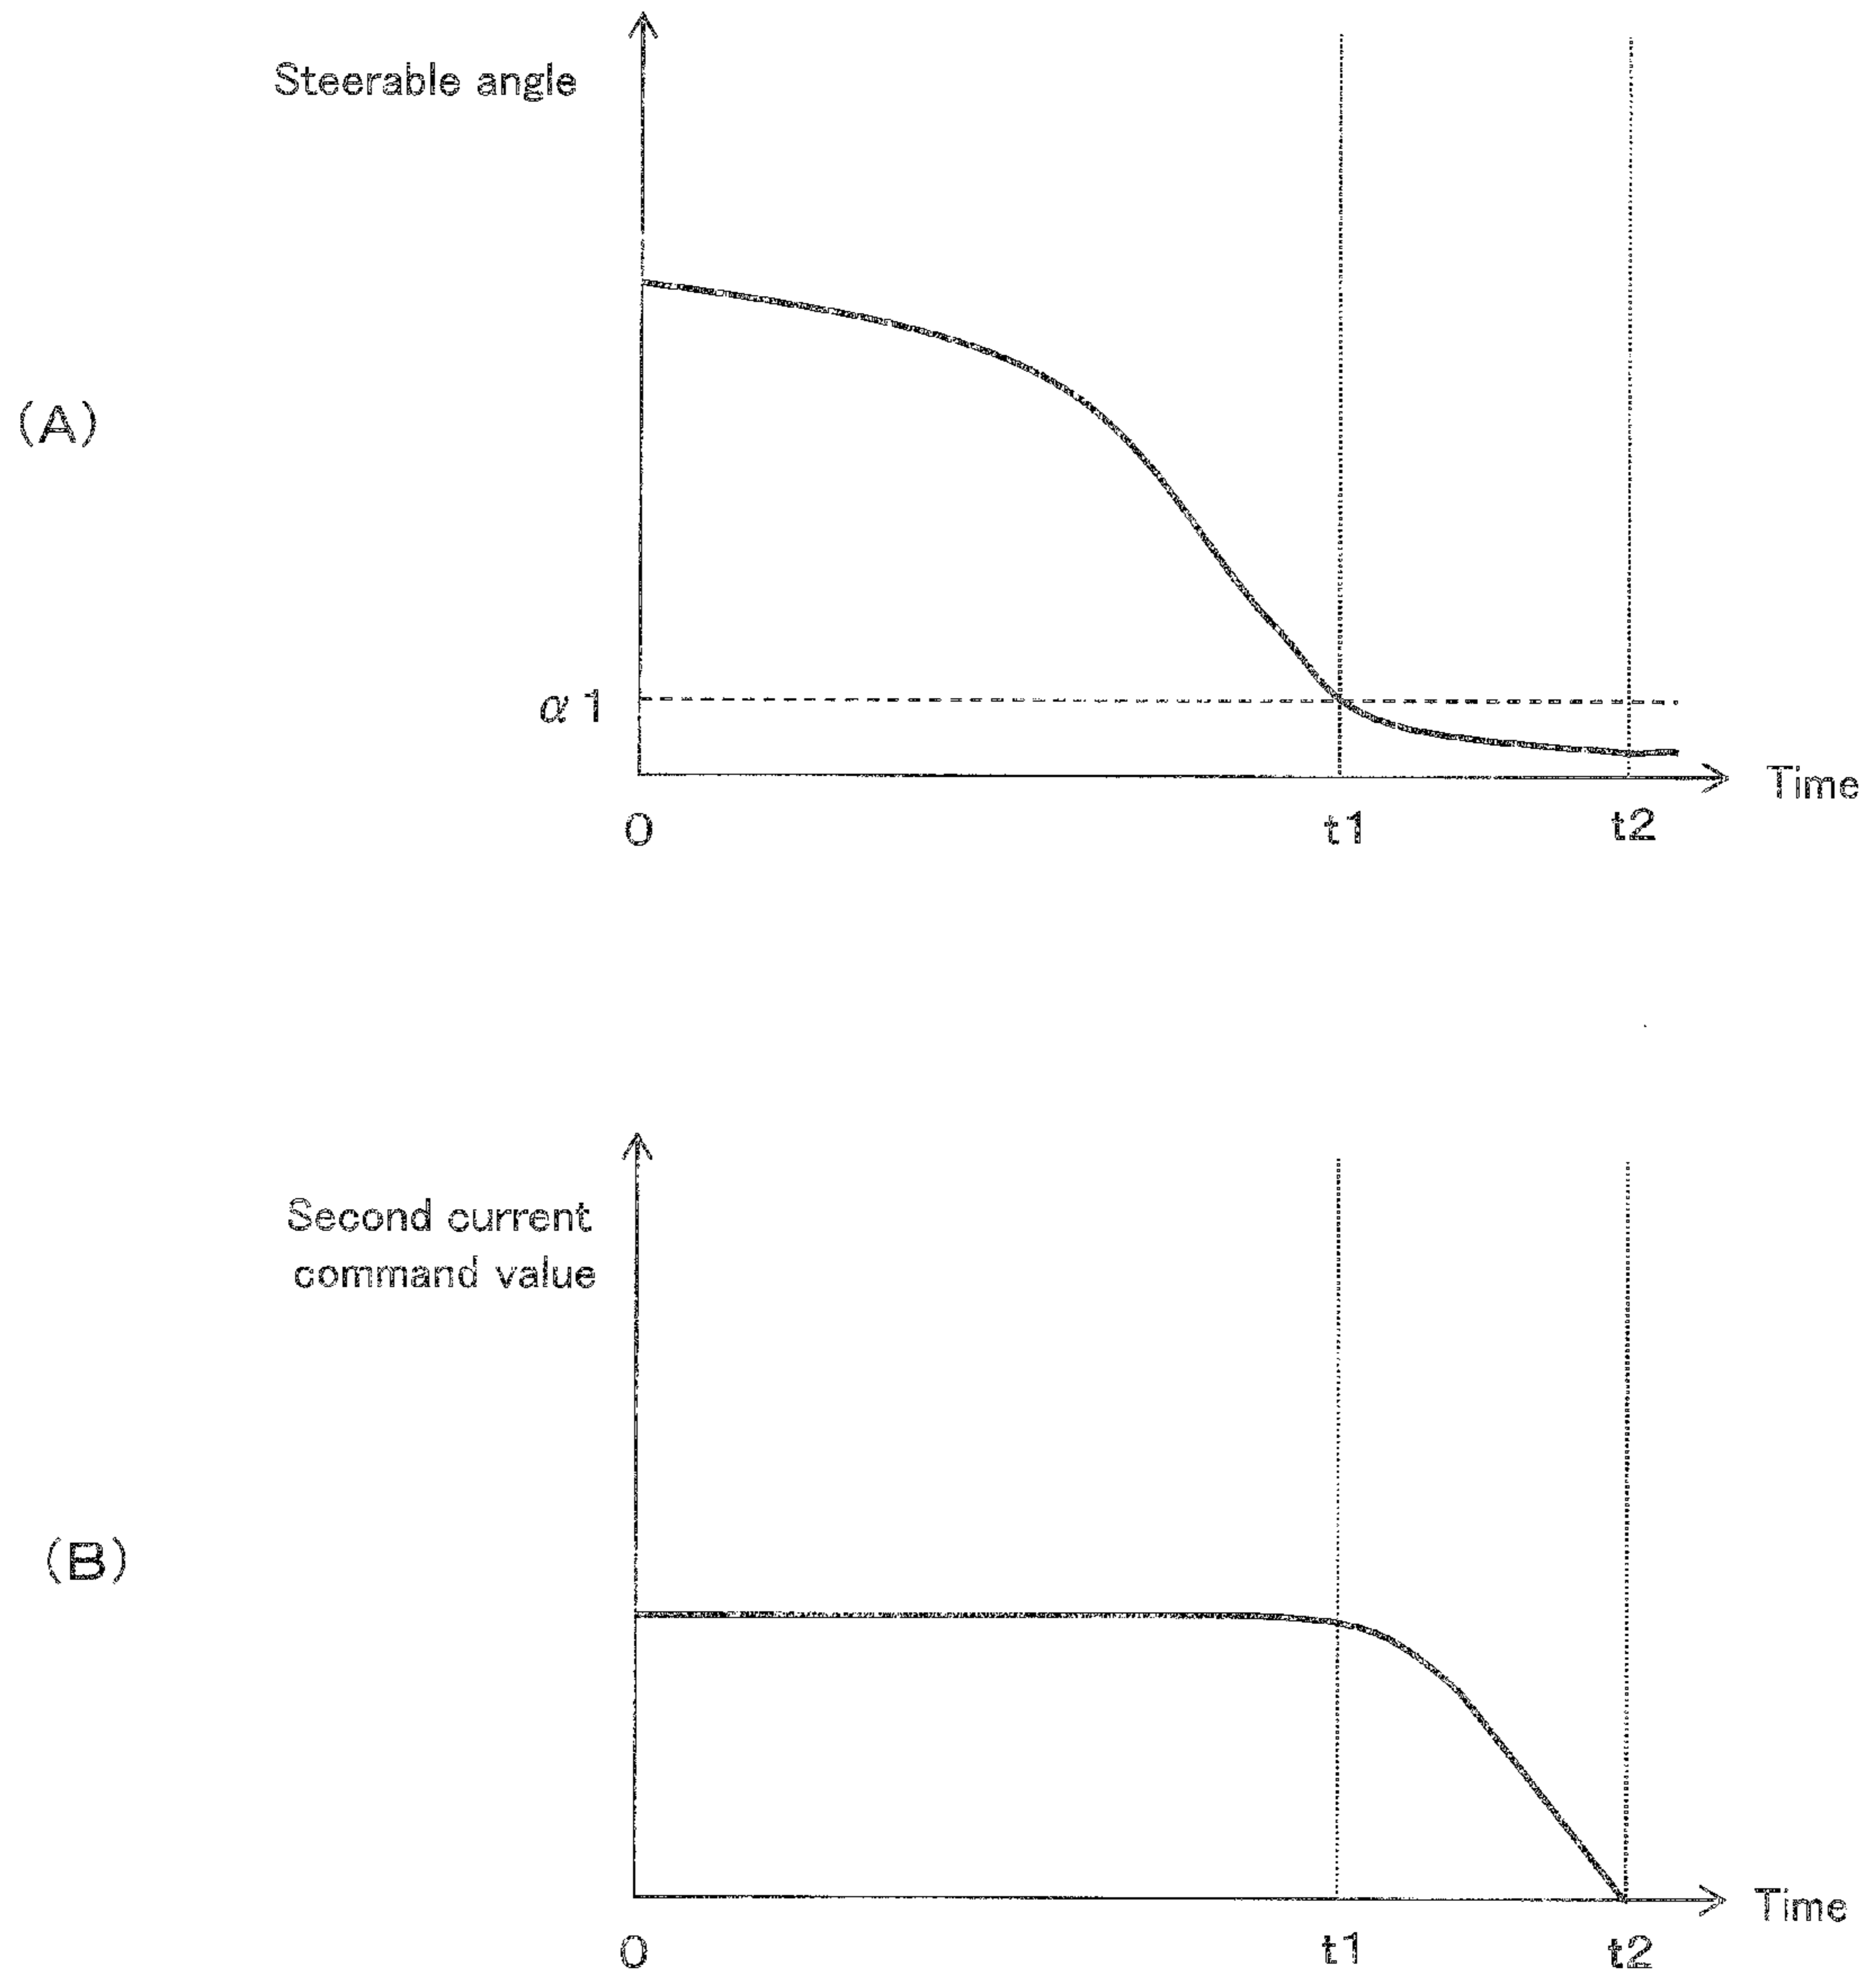 Steerable angle
(A)
α1
Time
0
t1
t2
Second current
command value
(B)
Time
0
t1
t2